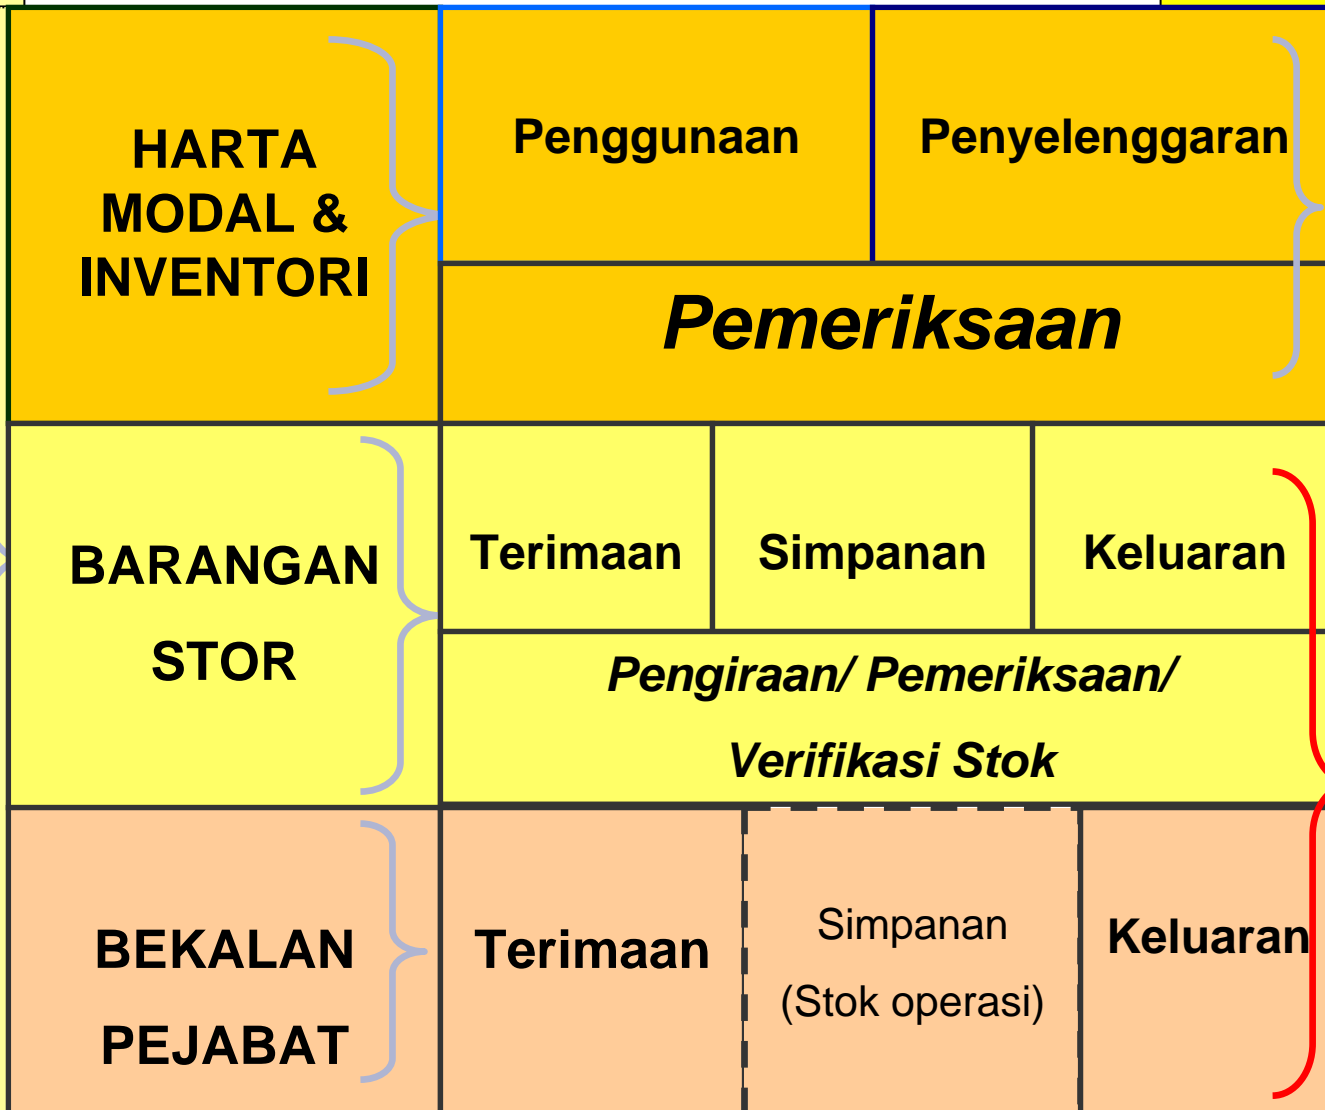 HARTA
MODAL &
INVENTORI
Penggunaan
Penyelenggaran
Pemeriksaan
BARANGAN
STOR
Terimaan
Simpanan
Keluaran
Pengiraan/ Pemeriksaan/
Verifikasi Stok
BEKALAN
PEJABAT
Terimaan
Simpanan
(Stok operasi)
Keluaran